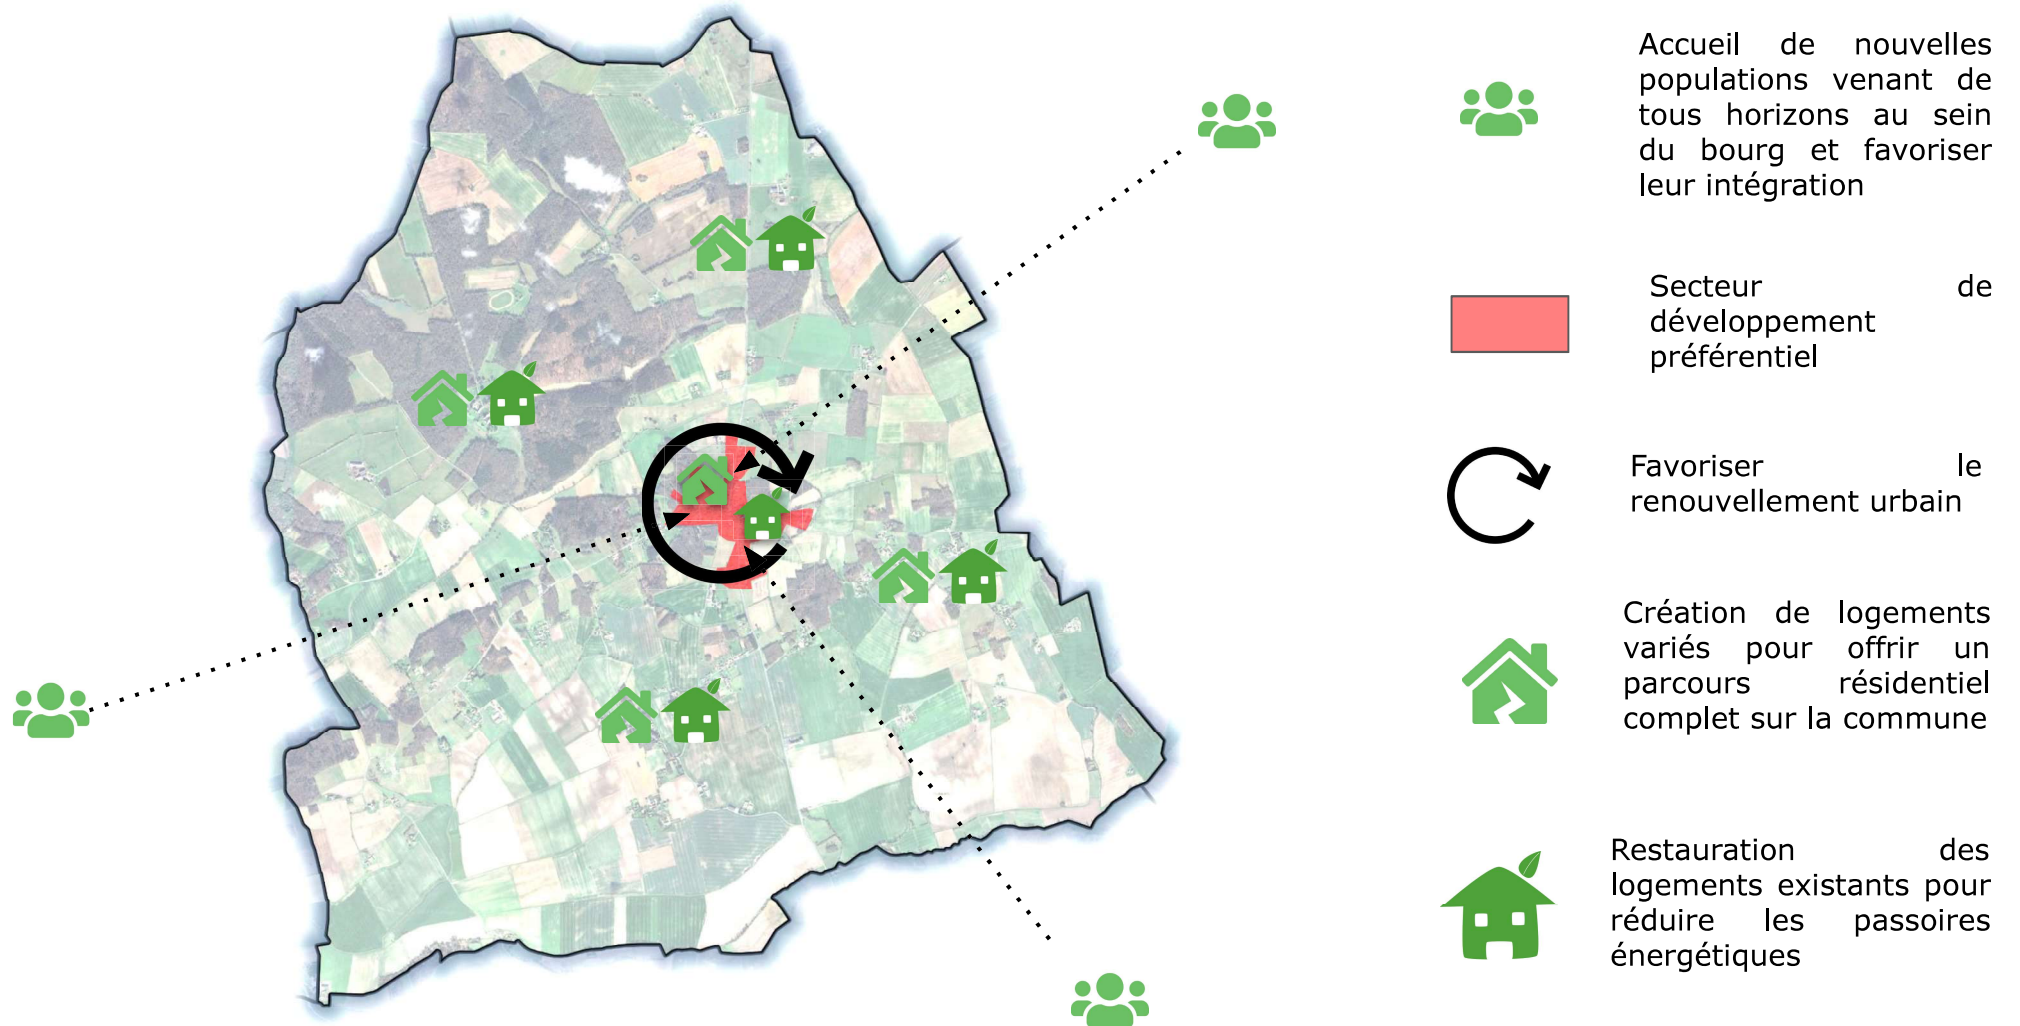 Accueil de nouvelles
populations venant de
tous horizons au sein
du bourg et favoriser
leur intégration
Secteur de
développement
préférentiel
Favoriser le
renouvellement urbain
Création de logements
variés pour offrir un
parcours résidentiel
complet sur la commune
Restauration des
logements existants pour
réduire les passoires
énergétiques